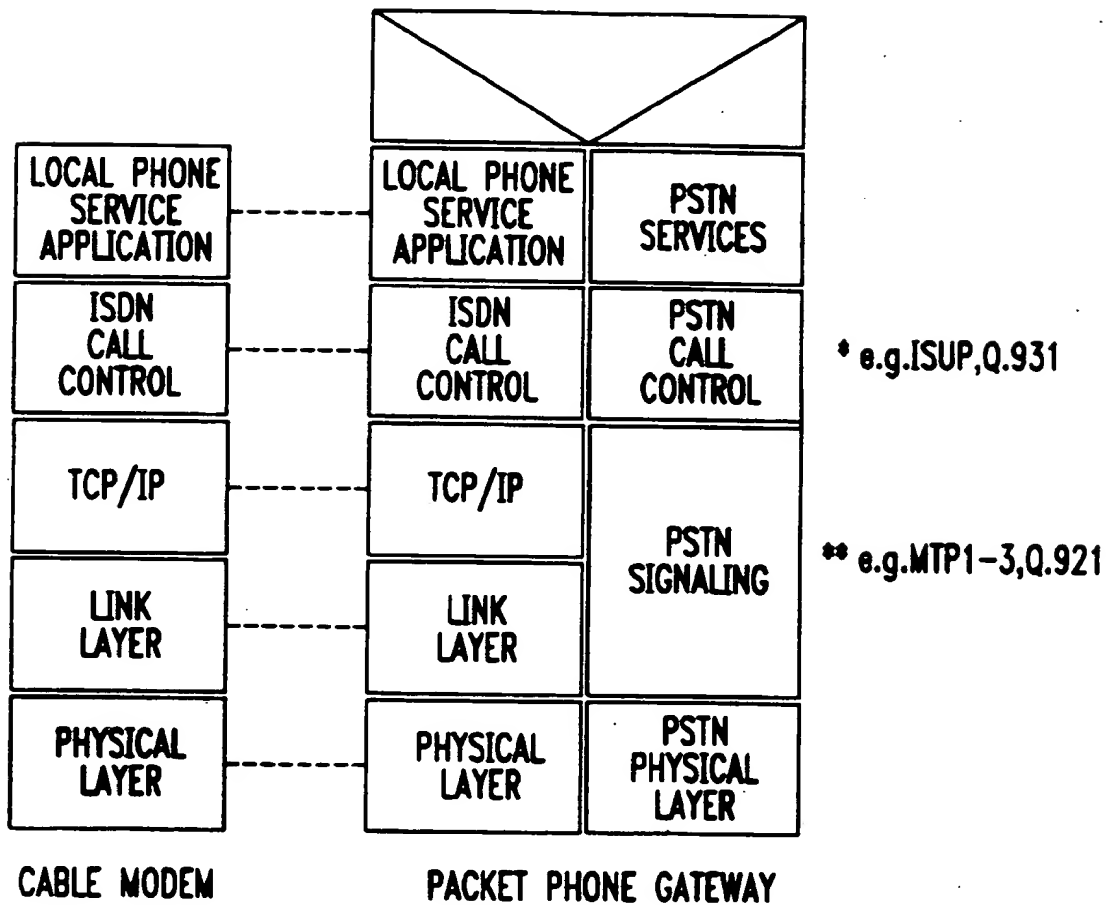 LOCAL PHONE
SERVICE
APPLICATION
LOCAL PHONE
SERVICE
APPLICATION
PSTN
SERVICES
ISDN
CALL
CONTROL
ISDN
CALL
CONTROL
PSTN
CALL
CONTROL
* e.g.ISUP,Q.931
TCP/IP
TCP/IP
PSTN
SIGNALING
** e.g.MTP1-3,Q.921
LINK
LAYER
LINK
LAYER
PHYSICAL
LAYER
PHYSICAL
LAYER
PSTN
PHYSICAL
LAYER
CABLE MODEM
PACKET PHONE GATEWAY